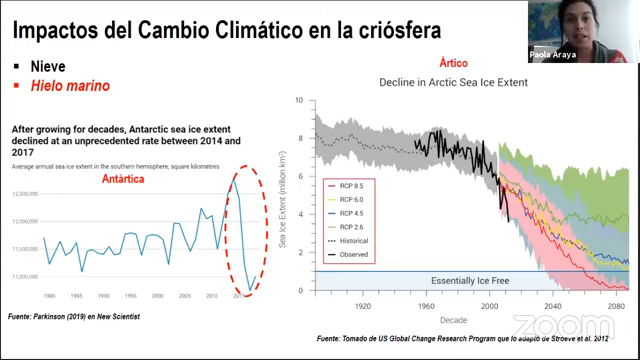 Impactos del Cambio Climático en la criósfera
Paola Araya
Nieve
Hielo marino
After growing for decades, Antarctic sea ice extent
declined at an unprecedented rate between 2014 and
2017
Average annual sea ice extent in the southern hemisphere, square kilometres
Antàrtica
12,500,000
12,000,000
11,500,000
11,000,000
1980
1985
1990
1995
2000
2005
2010
2015
Fuente: Parkinson (2019) en New Scientist
Àrtico
Decline in Arctic Sea Ice Extent
Sea Ice Extent (million km²)
10
8
6
4
2
0
RCP 8.5
RCP 6.0
RCP 4.5
RCP 2.6
Historical
Observed
Essentially Ice Free
1920
1960
2000
2040
2080
Decade
zoom
Fuente: Tomado de US Global Change Research Program que lo adaptò de Stroeve et al. 2012